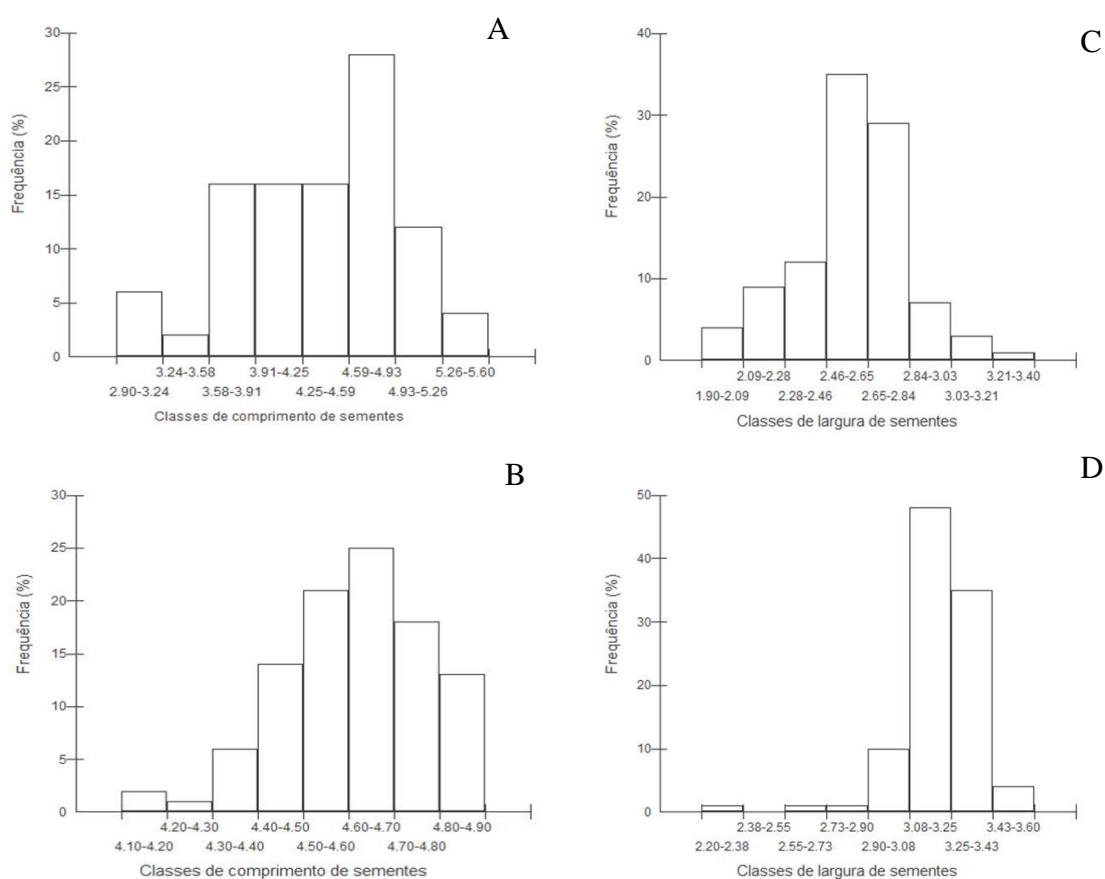 A
Frequência (%)
30
25
20
15
10
5
0
3.24-3.58 3.91-4.25 4.59-4.93 5.26-5.60
2.90-3.24 3.58-3.91 4.25-4.59 4.93-5.26
Classes de comprimento de sementes
C
Frequência (%)
40
30
20
10
0
2.09-2.28 2.46-2.65 2.84-3.03 3.21-3.40
1.90-2.09 2.28-2.46 2.65-2.84 3.03-3.21
Classes de largura de sementes
B
Frequência (%)
30
25
20
15
10
5
0
4.20-4.30 4.40-4.50 4.60-4.70 4.80-4.90
4.10-4.20 4.30-4.40 4.50-4.60 4.70-4.80
Classes de comprimento de sementes
D
Frequência (%)
50
40
30
20
10
0
2.38-2.55 2.73-2.90 3.08-3.25 3.43-3.60
2.20-2.38 2.55-2.73 2.90-3.08 3.25-3.43
Classes de largura de sementes